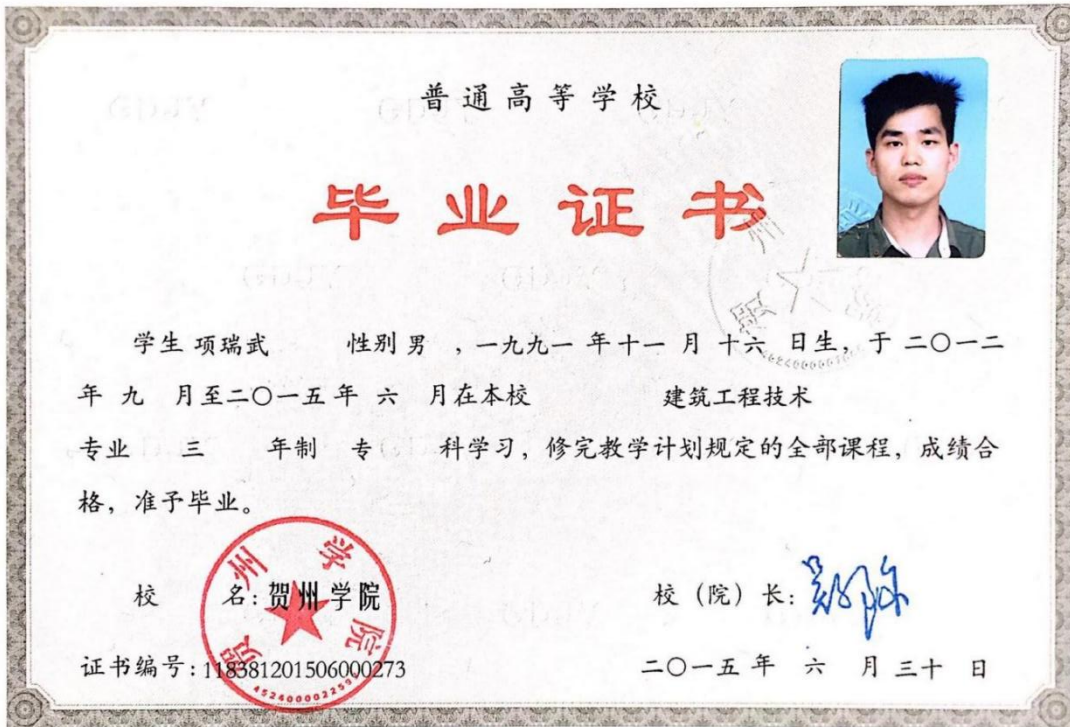 普通高等学校
毕业证书
学生 项瑞武 性别 男 ，一九九一 年十一 月 十六 日生，于 二〇一二
年 九 月至二〇一五 年 六 月在本校 建筑工程技术
专业 三 年制 专 科学习，修完教学计划规定的全部课程，成绩合
格，准予毕业。
校 名：贺州学院
校（院）长：
贺州学院
证书编号：118381201506000273
二〇一五 年 六 月 三十 日